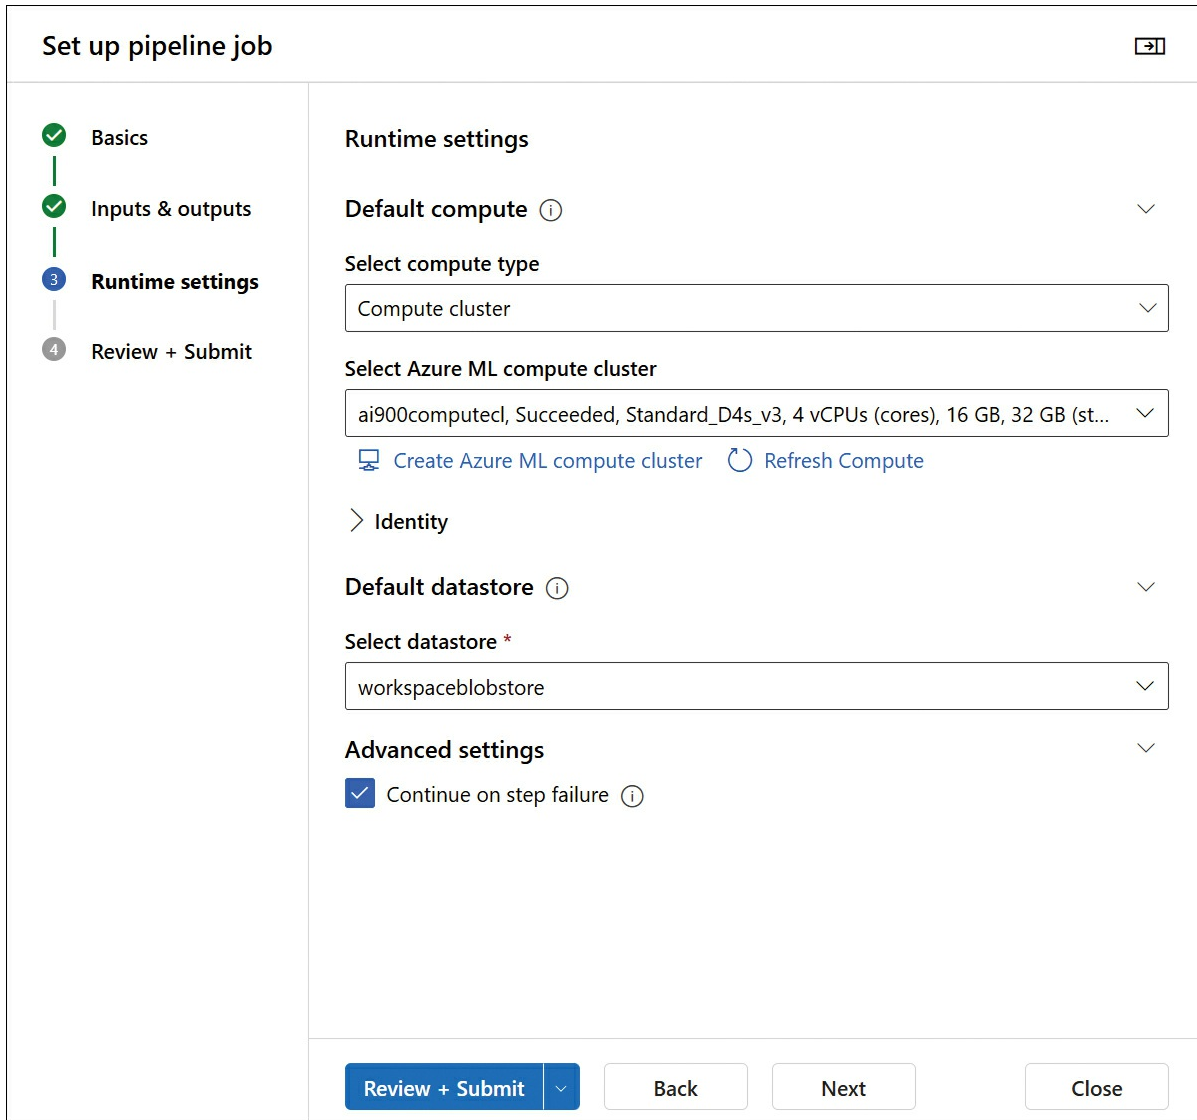 Set up pipeline job
Basics
Inputs & outputs
3 Runtime settings
4 Review + Submit
Runtime settings
Default compute
Select compute type
Compute cluster
Select Azure ML compute cluster
ai900computecl, Succeeded, Standard_D4s_v3, 4 vCPUs (cores), 16 GB, 32 GB (st...
Create Azure ML compute cluster Refresh Compute
Identity
Default datastore
Select datastore *
workspaceblobstore
Advanced settings
Continue on step failure
Review + Submit Back Next Close